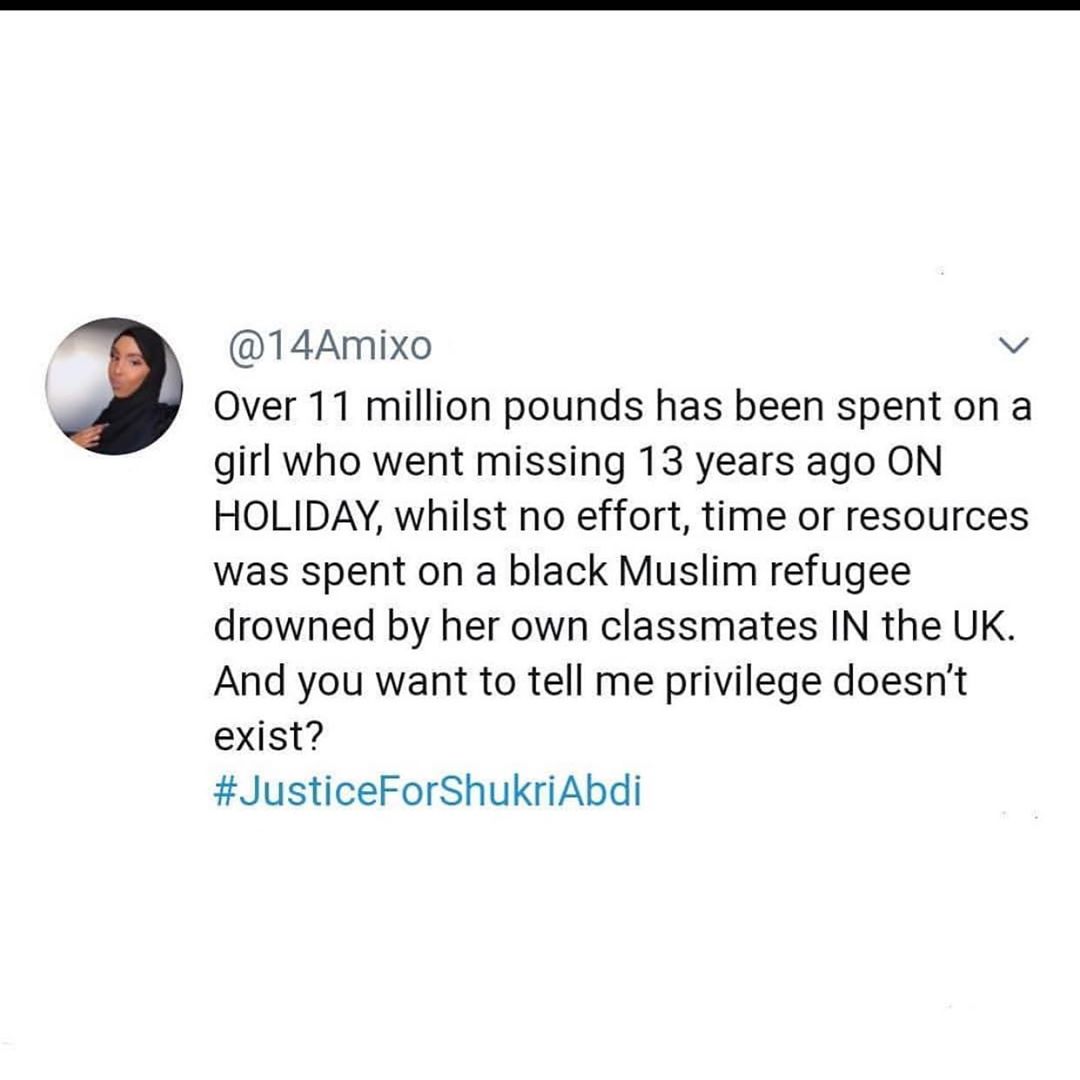 @14Amixo
Over 11 million pounds has been spent on a
girl who went missing 13 years ago ON
HOLIDAY, whilst no effort, time or resources
was spent on a black Muslim refugee
drowned by her own classmates IN the UK.
And you want to tell me privilege doesn’t
exist?
#JusticeForShukriAbdi